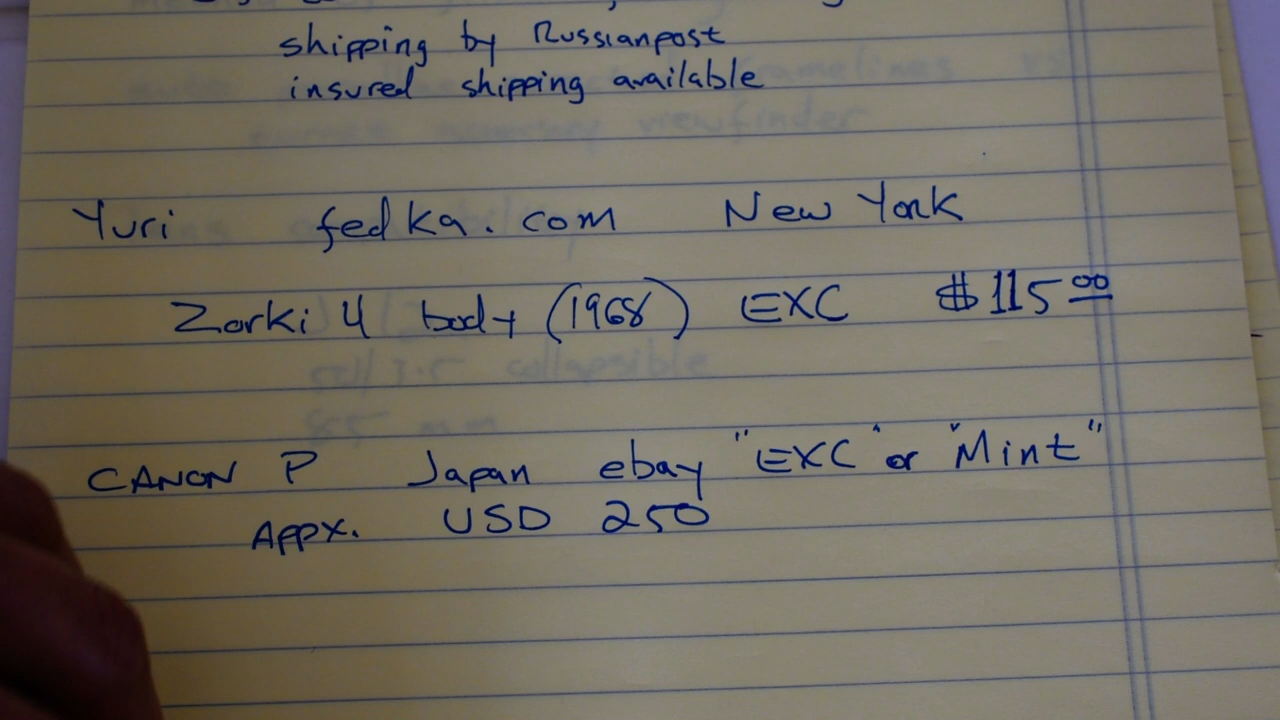 shipping by Russianpost
insured shipping available
Yuri fedka.com New York
Zorki 4 body (1968) EXC $115.00
CANON P Japan ebay "EXC" or "Mint"
APPX. USD 250